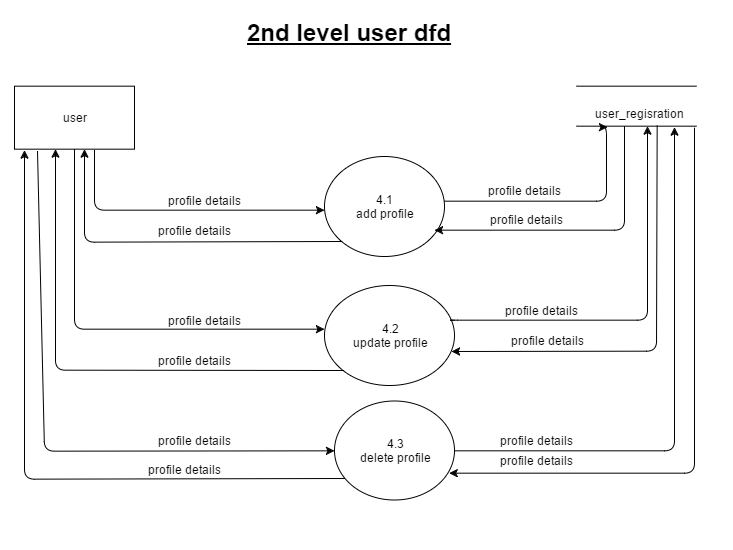 2nd level user dfd
user
user_regisration
4.1
add profile
profile details
profile details
profile details
profile details
4.2
update profile
profile details
profile details
profile details
profile details
4.3
delete profile
profile details
profile details
profile details
profile details